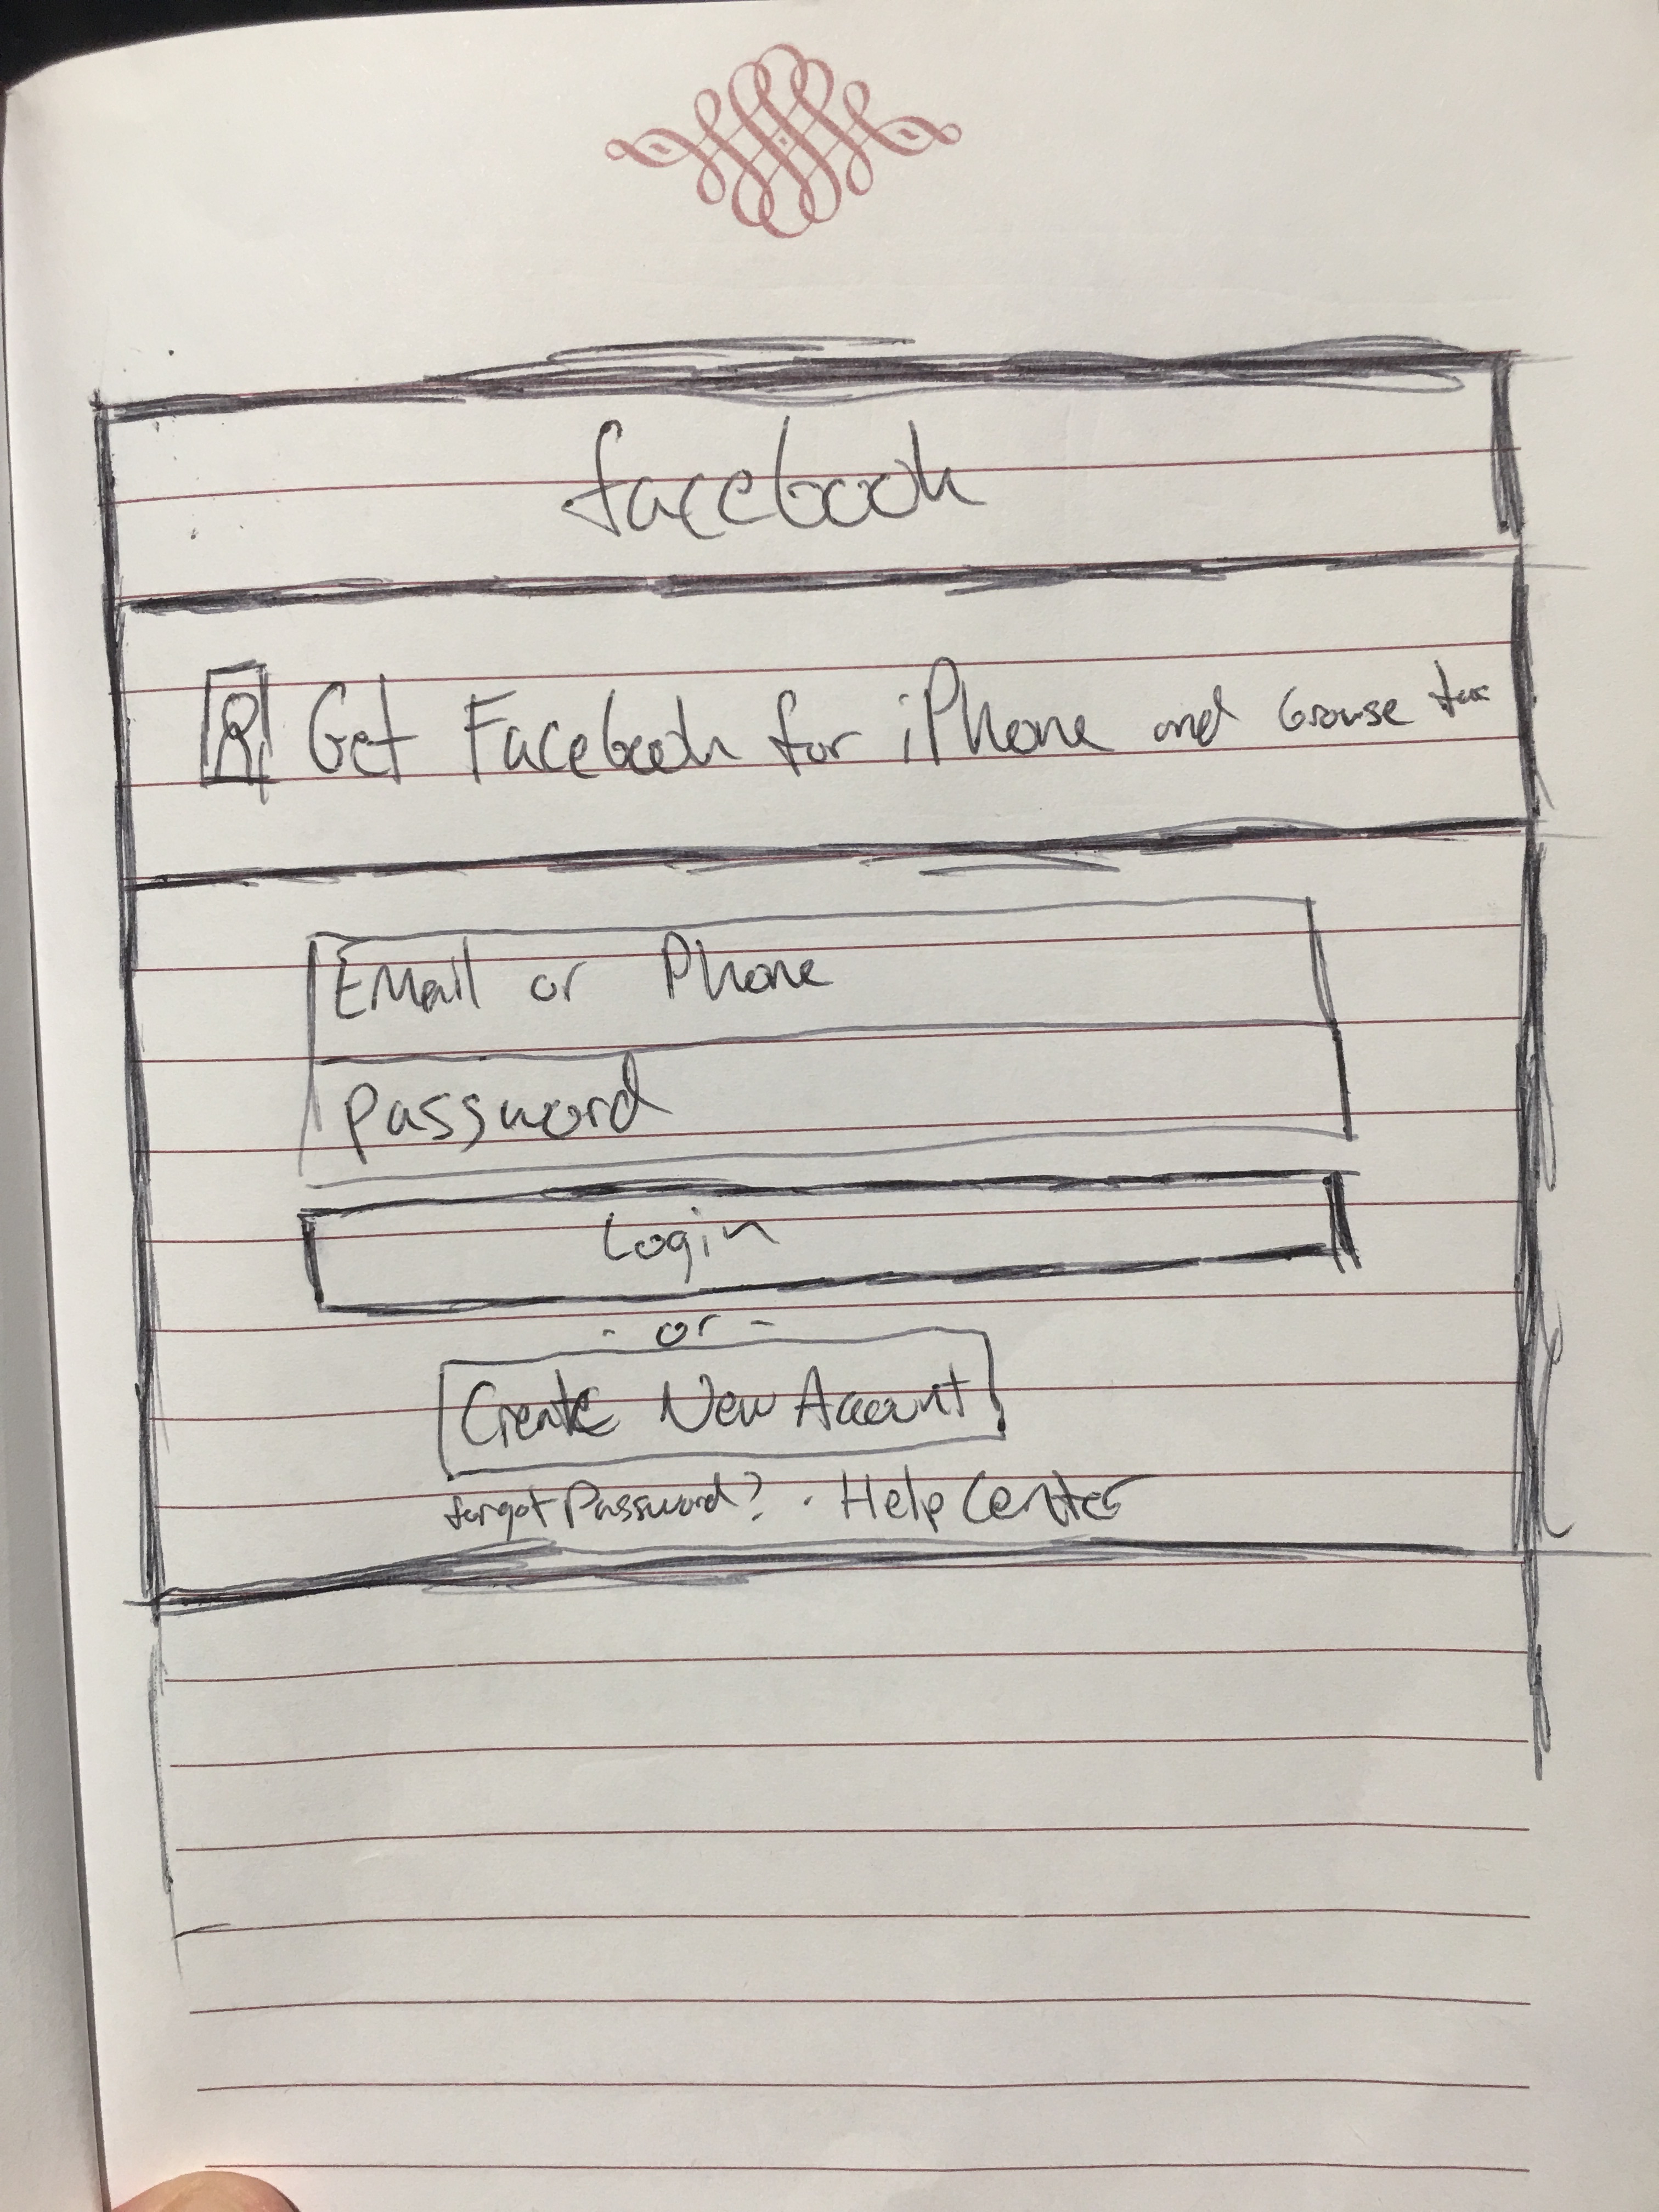 facebook
Get Facebook for iPhone and browse
Email or Phone
Password
Login
- or -
Create New Account
forgot Password? · Help Center